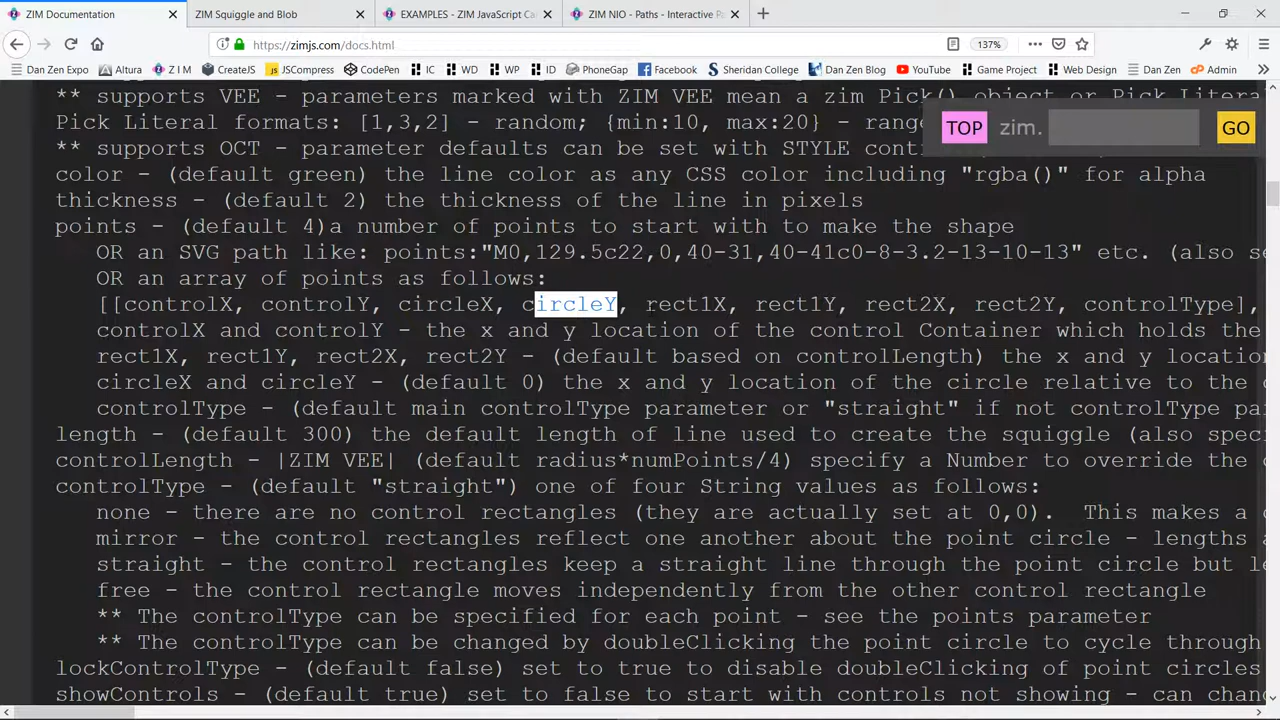 ZIM Documentation
ZIM Squiggle and Blob
EXAMPLES - ZIM JavaScript Ca
ZIM NIO - Paths - Interactive Pa
https://zimjs.com/docs.html
137%
Dan Zen Expo
Altura
Z I M
CreateJS
JSCompress
CodePen
IC
WD
WP
ID
PhoneGap
Facebook
Sheridan College
Dan Zen Blog
YouTube
Game Project
Web Design
Dan Zen
Admin
** supports VEE - parameters marked with ZIM VEE mean a zim Pick() object or Pick Litera
Pick Literal formats: [1,3,2] - random; {min:10, max:20} - rang
TOP zim. GO
** supports OCT - parameter defaults can be set with STYLE cont
color - (default green) the line color as any CSS color including "rgba()" for alpha
thickness - (default 2) the thickness of the line in pixels
points - (default 4)a number of points to start with to make the shape
OR an SVG path like: points:"M0,129.5c22,0,40-31,40-41c0-8-3.2-13-10-13" etc. (also se
OR an array of points as follows:
[[controlX, controlY, circleX, circleY, rect1X, rect1Y, rect2X, rect2Y, controlType],
controlX and controlY - the x and y location of the control Container which holds the
rect1X, rect1Y, rect2X, rect2Y - (default based on controlLength) the x and y locatio
circleX and circleY - (default 0) the x and y location of the circle relative to the c
controlType - (default main controlType parameter or "straight" if not controlType pa
length - (default 300) the default length of line used to create the squiggle (also spec
controlLength - |ZIM VEE| (default radius*numPoints/4) specify a Number to override the
controlType - (default "straight") one of four String values as follows:
none - there are no control rectangles (they are actually set at 0,0).  This makes a c
mirror - the control rectangles reflect one another about the point circle - lengths a
straight - the control rectangles keep a straight line through the point circle but le
free - the control rectangle moves independently from the other control rectangle
** The controlType can be specified for each point - see the points parameter
** The controlType can be changed by doubleClicking the point circle to cycle through
lockControlType - (default false) set to true to disable doubleClicking of point circles
showControls - (default true) set to false to start with controls not showing - can chan